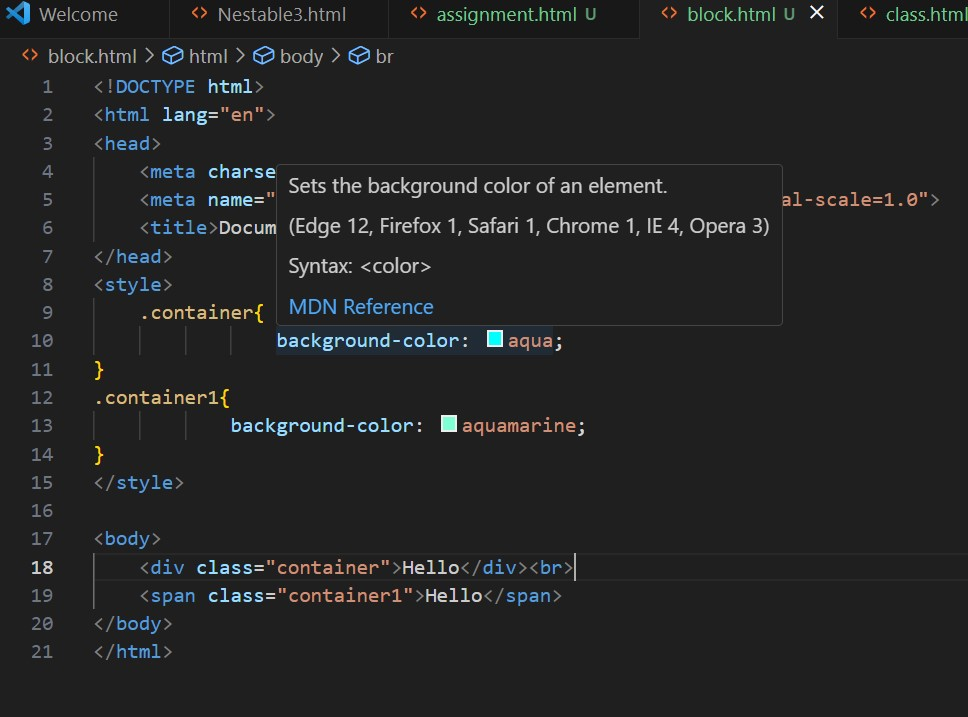 Welcome Nestable3.html assignment.html U block.html U class.html
block.html > html > body > br
1 <!DOCTYPE html>
2 <html lang="en">
3 <head>
4 <meta charse
Sets the background color of an element.
5 <meta name=" al-scale=1.0">
(Edge 12, Firefox 1, Safari 1, Chrome 1, IE 4, Opera 3)
6 <title>Docum
7 </head>
Syntax: <color>
8 <style>
9 .container{
MDN Reference
10 background-color: aqua;
11 }
12 .container1{
13 background-color: aquamarine;
14 }
15 </style>
16
17 <body>
18 <div class="container">Hello</div><br>
19 <span class="container1">Hello</span>
20 </body>
21 </html>